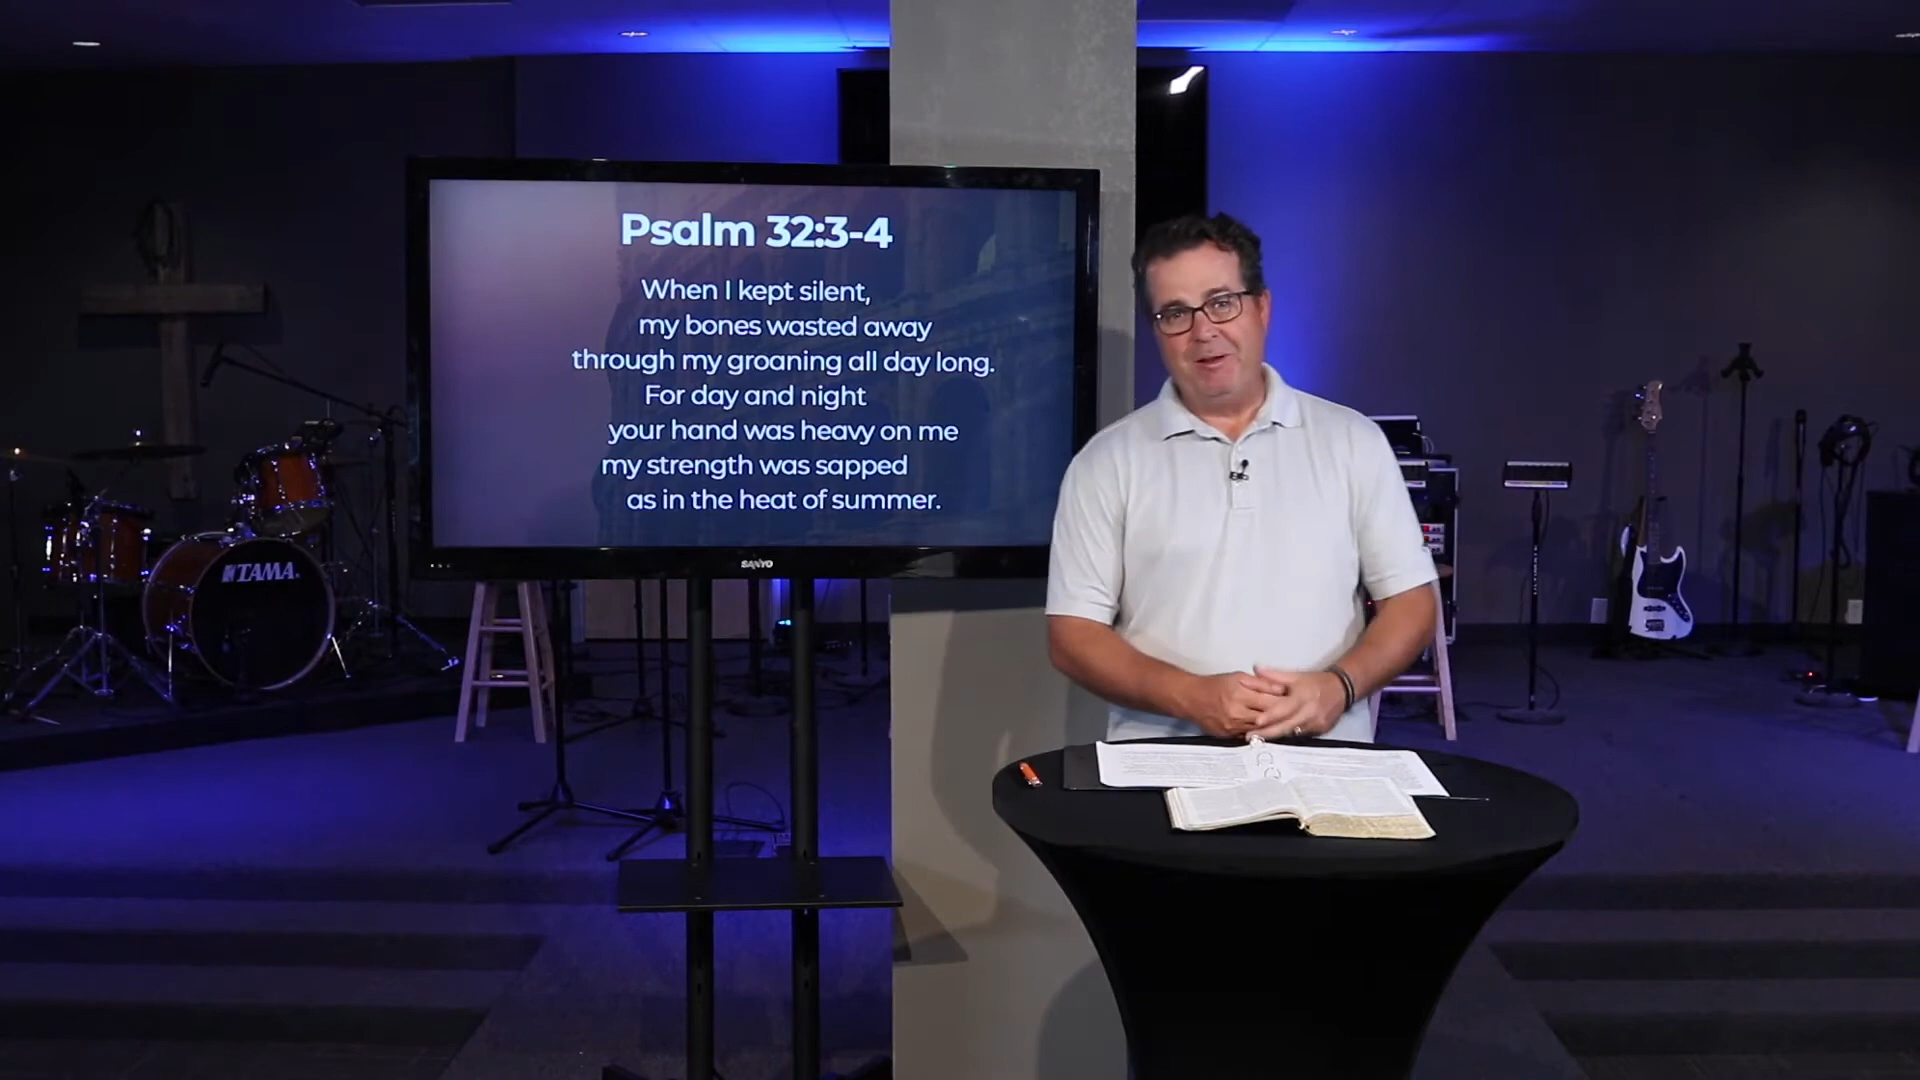 Psalm 32:3-4
When I kept silent,
my bones wasted away
through my groaning all day long.
For day and night
your hand was heavy on me
my strength was sapped
as in the heat of summer.
SANYO
TAMA